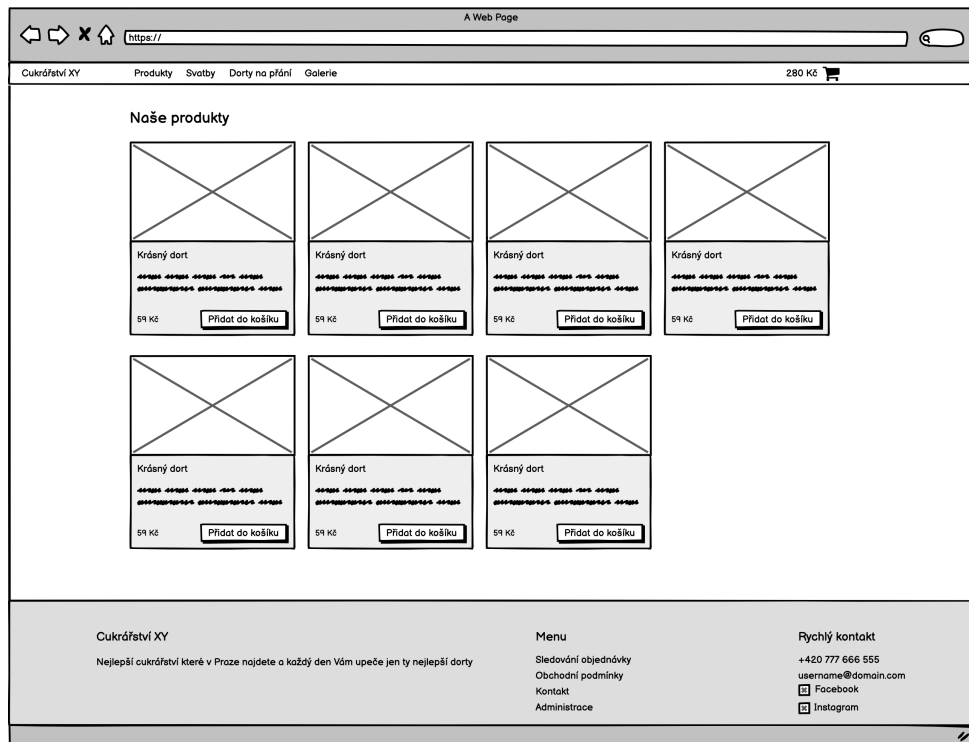 A Web Page
https://
Cukrářství XY Produkty Svatby Dorty na přání Galerie 280 Kč
Naše produkty
Krásný dort Krásný dort Krásný dort Krásný dort
59 Kč Přidat do košíku 59 Kč Přidat do košíku 59 Kč Přidat do košíku 59 Kč Přidat do košíku
Krásný dort Krásný dort Krásný dort
59 Kč Přidat do košíku 59 Kč Přidat do košíku 59 Kč Přidat do košíku
Cukrářství XY
Nejlepší cukrářství které v Praze najdete a každý den Vám upeče jen ty nejlepší dorty
Menu
Sledování objednávky
Obchodní podmínky
Kontakt
Administrace
Rychlý kontakt
+420 777 666 555
username@domain.com
Facebook
Instagram